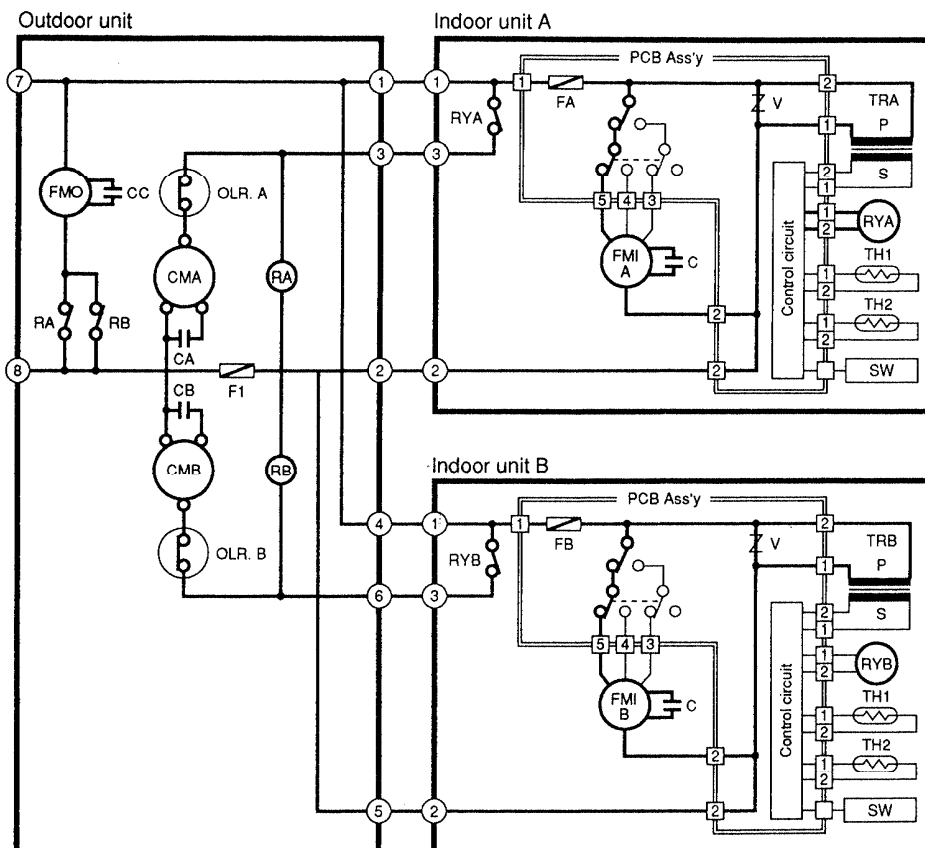 Outdoor unit
7
1
3
FMO
CC
OLR. A
CMA
RA
RA
RB
CA
8
F1
2
CB
CMB
RB
OLR. B
4
6
5
Indoor unit A
PCB Ass'y
1
1
FA
2
V
TRA
RYA
1
P
3
2
S
1
5
4
3
1
RYA
2
FMI
A
C
Control circuit
TH1
1
2
TH2
2
1
2
2
2
SW
Indoor unit B
PCB Ass'y
1
1
FB
2
V
TRB
RYB
1
P
3
2
S
1
5
4
3
1
RYB
2
FMI
B
C
Control circuit
TH1
1
2
TH2
2
1
2
2
2
SW